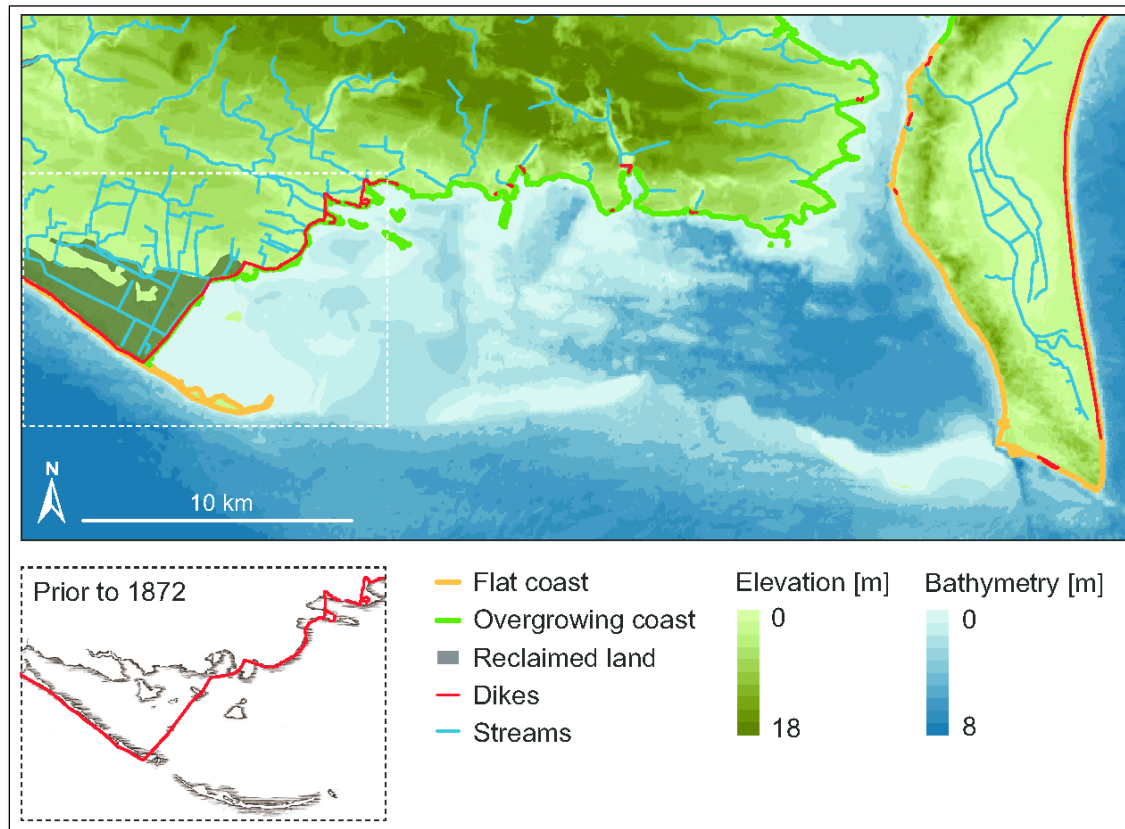 N
10 km
Prior to 1872
Flat coast
Overgrowing coast
Reclaimed land
Dikes
Streams
Elevation [m]
0
18
Bathymetry [m]
0
8